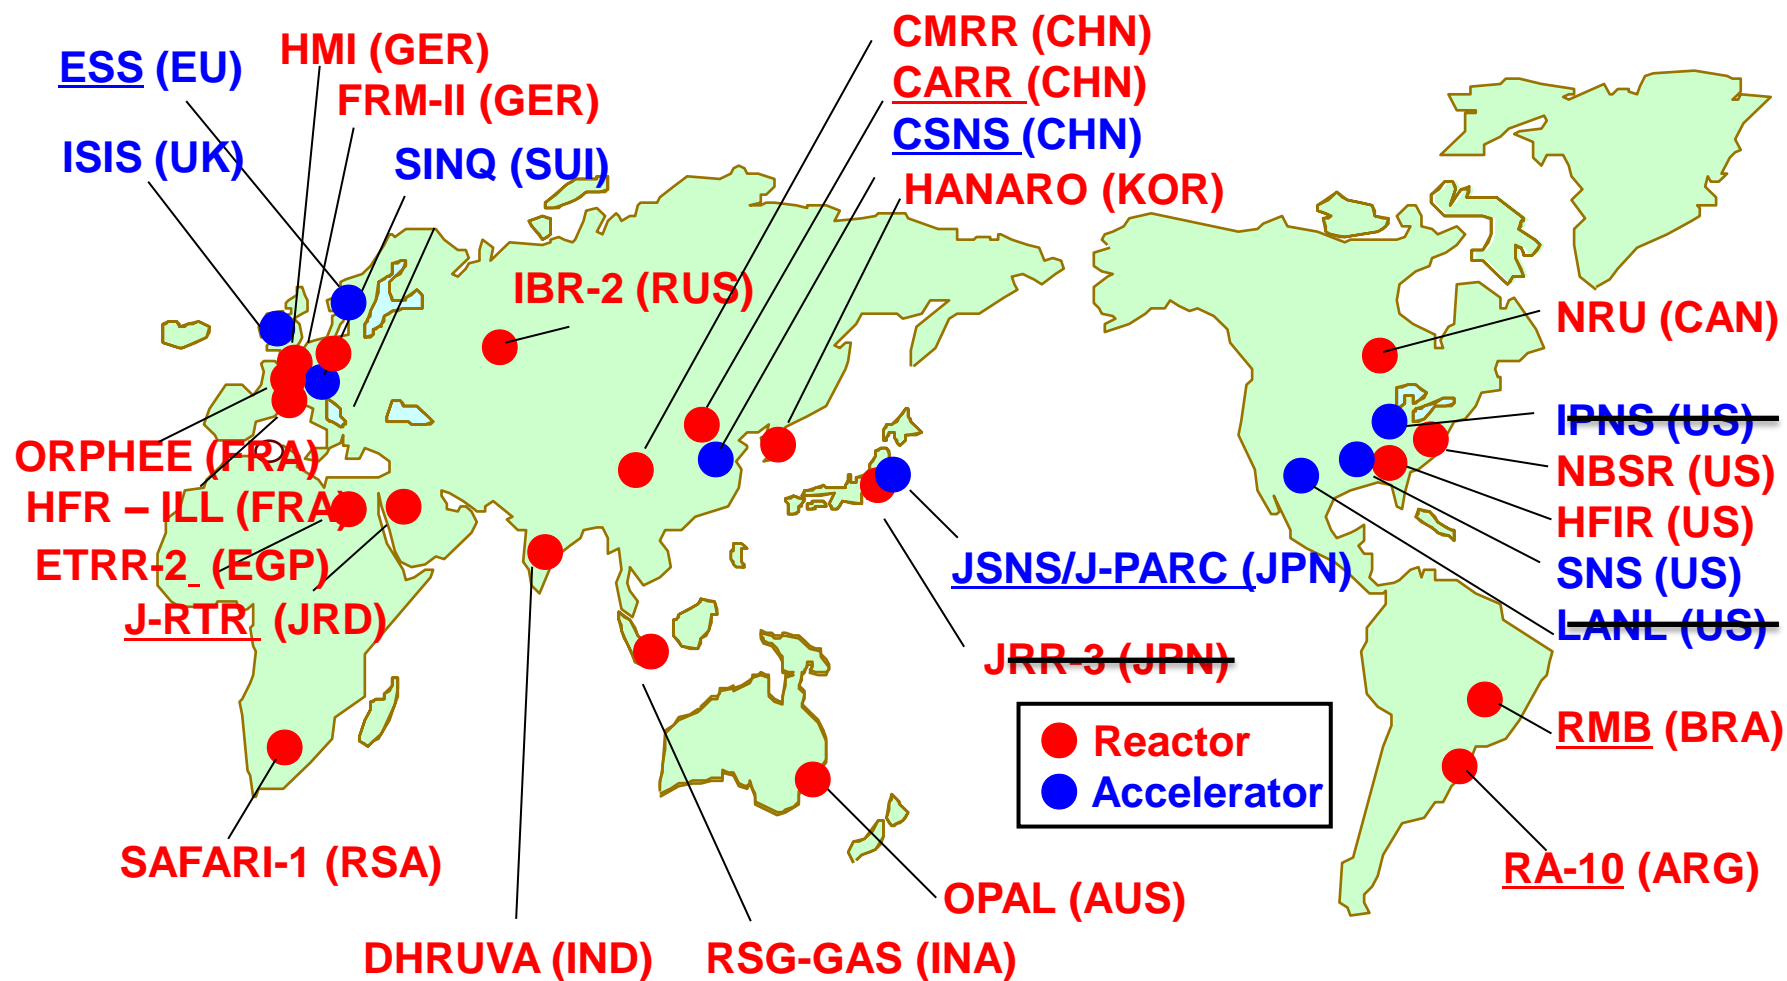 ESS (EU)
HMI (GER)
FRM-II (GER)
ISIS (UK)
SINQ (SUI)
CMRR (CHN)
CARR (CHN)
CSNS (CHN)
HANARO (KOR)
IBR-2 (RUS)
NRU (CAN)
IPNS (US)
NBSR (US)
HFIR (US)
SNS (US)
LANL (US)
ORPHEE (FRA)
HFR – ILL (FRA)
ETRR-2 (EGP)
J-RTR (JRD)
JSNS/J-PARC (JPN)
JRR-3 (JPN)
Reactor
Accelerator
RMB (BRA)
RA-10 (ARG)
SAFARI-1 (RSA)
OPAL (AUS)
DHRUVA (IND)
RSG-GAS (INA)